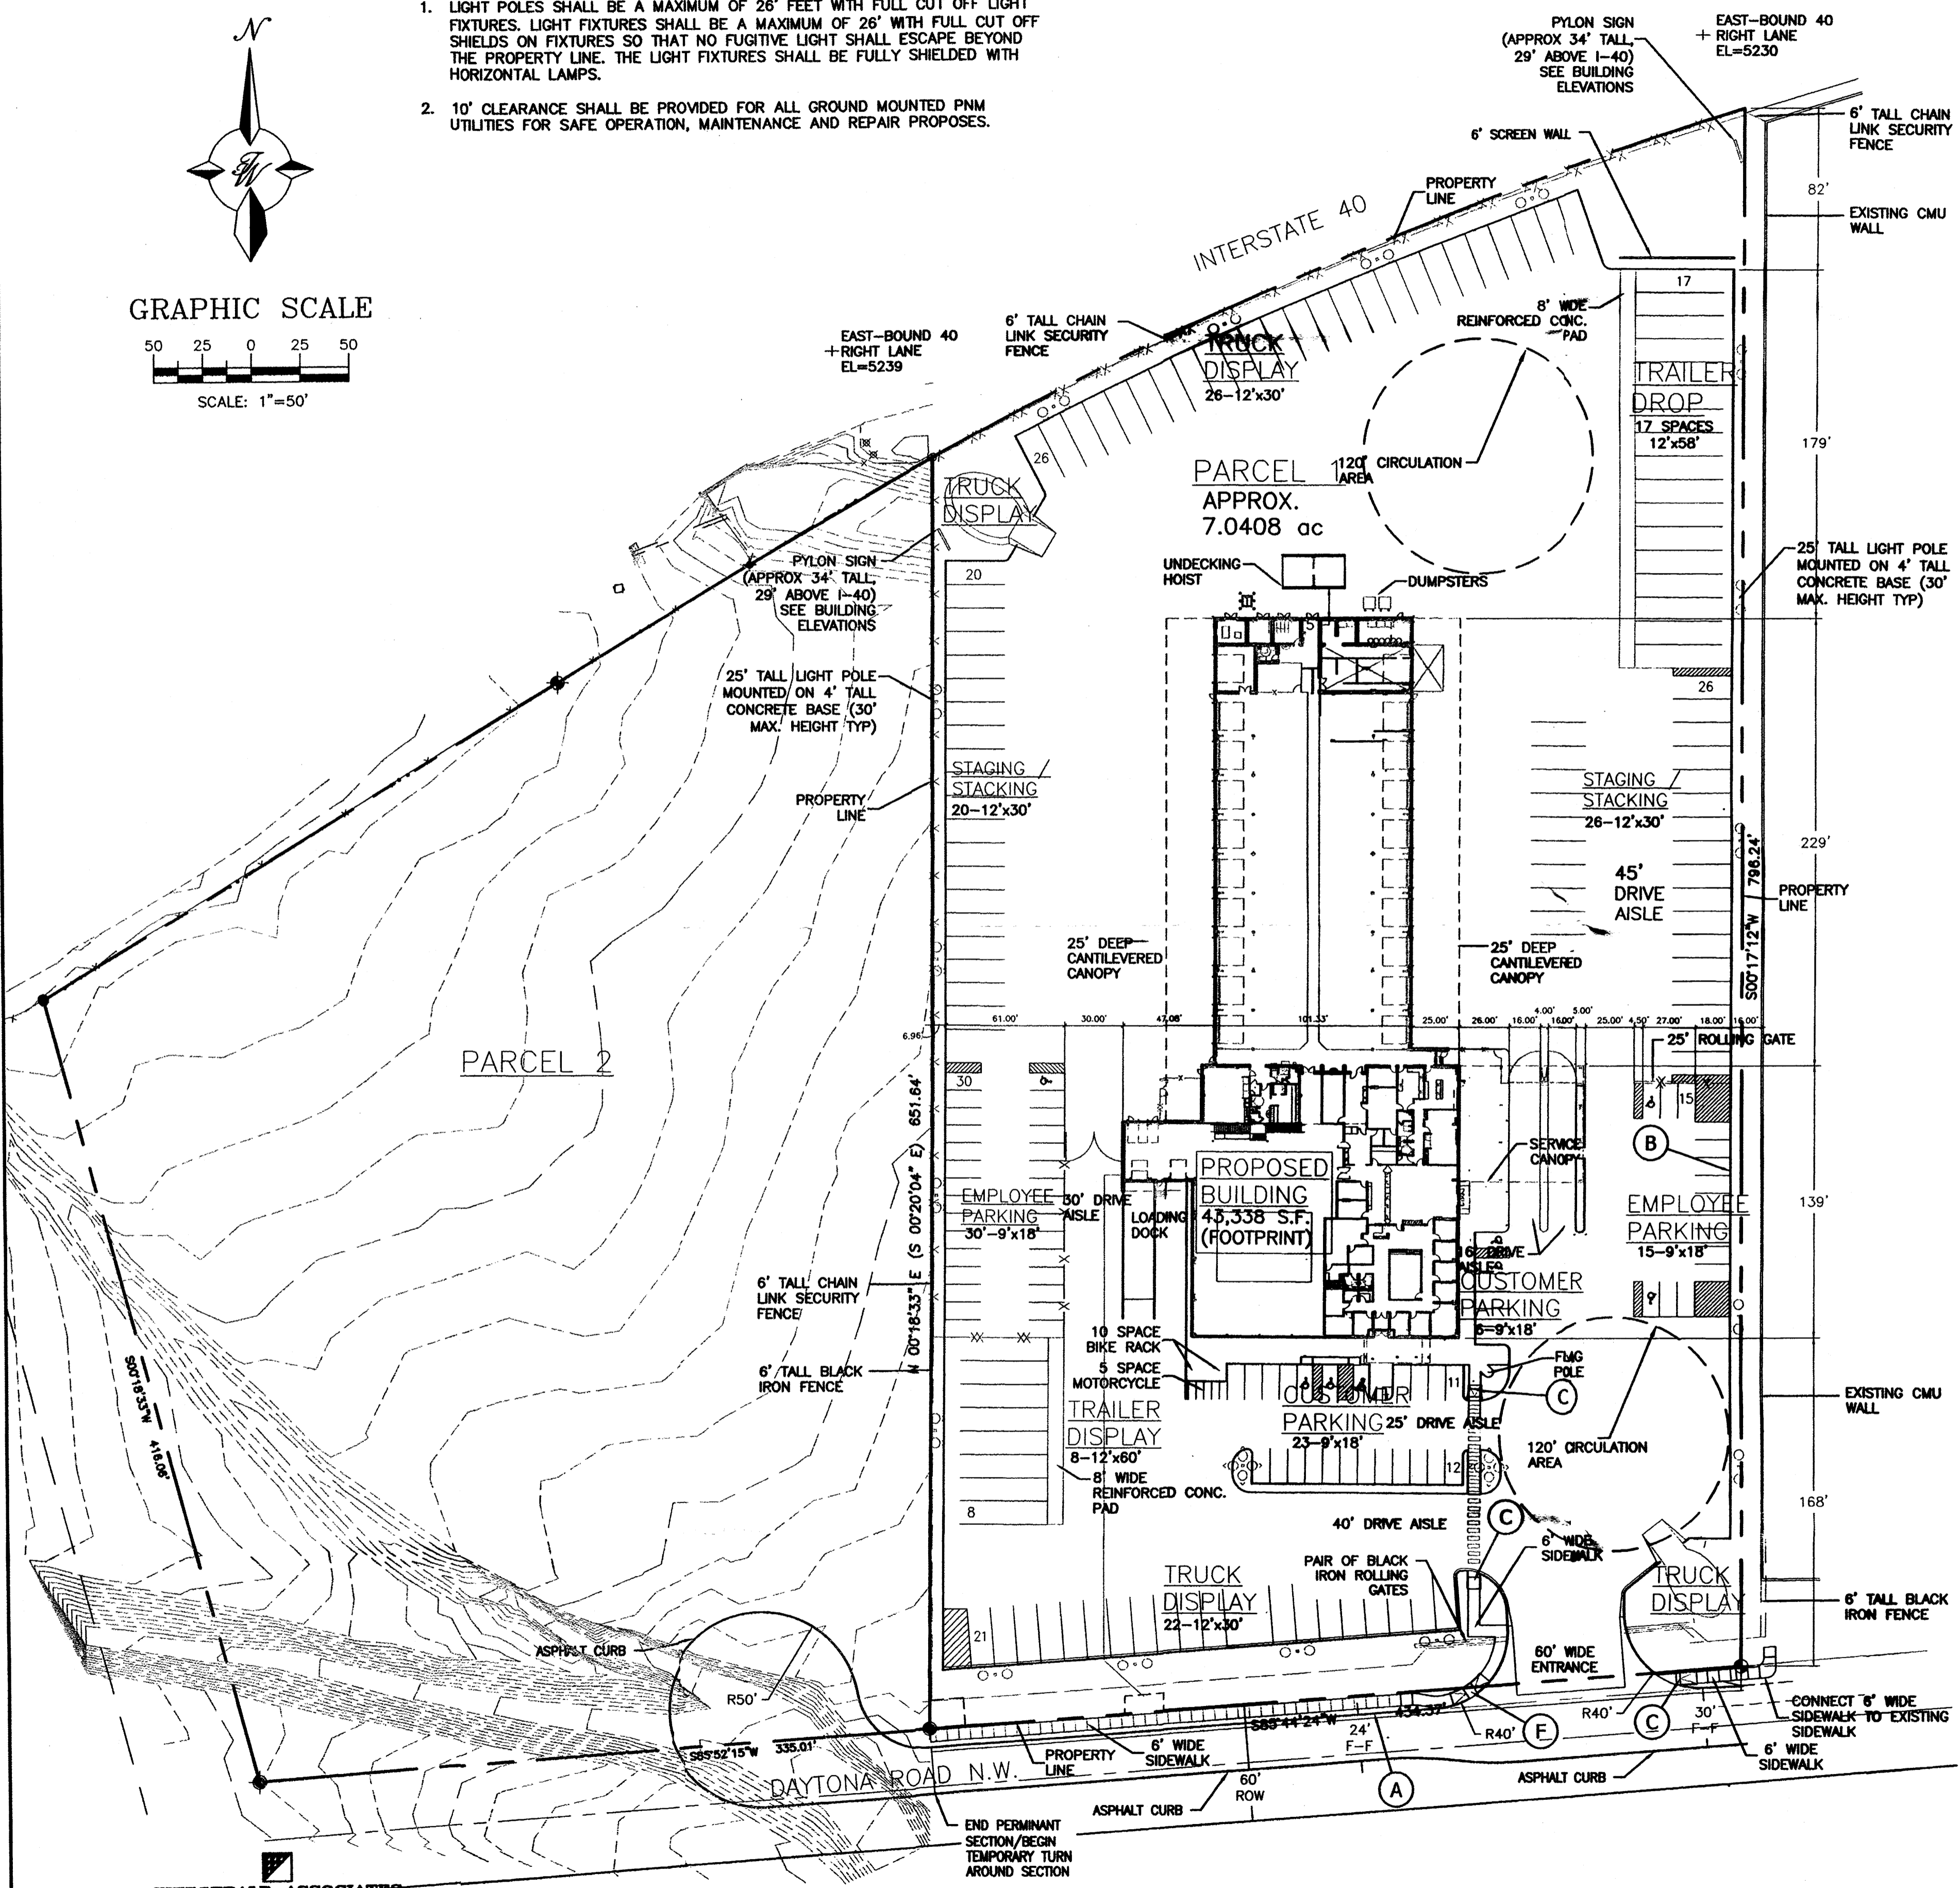 1. LIGHT POLES SHALL BE A MAXIMUM OF 26' FEET WITH FULL CUT OFF LIGHT
FIXTURES. LIGHT FIXTURES SHALL BE A MAXIMUM OF 26' WITH FULL CUT OFF
SHIELDS ON FIXTURES SO THAT NO FUGITIVE LIGHT SHALL ESCAPE BEYOND
THE PROPERTY LINE. THE LIGHT FIXTURES SHALL BE FULLY SHIELDED WITH
HORIZONTAL LAMPS.
2. 10' CLEARANCE SHALL BE PROVIDED FOR ALL GROUND MOUNTED PNM
UTILITIES FOR SAFE OPERATION, MAINTENANCE AND REPAIR PROPOSES.
N
GRAPHIC SCALE
50 25 0 25 50
SCALE: 1"=50'
PYLON SIGN
(APPROX 34' TALL,
29' ABOVE I-40)
SEE BUILDING
ELEVATIONS
EAST-BOUND 40
RIGHT LANE
EL=5230
6' TALL CHAIN
LINK SECURITY
FENCE
6' SCREEN WALL
82'
PROPERTY
LINE
EXISTING CMU
WALL
INTERSTATE 40
17
8' WIDE
REINFORCED CONC.
PAD
EAST-BOUND 40
RIGHT LANE
EL=5239
6' TALL CHAIN
LINK SECURITY
FENCE
TRUCK
DISPLAY
26-12'x30'
TRAILER
DROP
17 SPACES
12'x58'
179'
26
PARCEL 1
APPROX.
7.0408 ac
120' CIRCULATION
AREA
TRUCK
DISPLAY
PYLON SIGN
(APPROX 34' TALL,
29' ABOVE I-40)
SEE BUILDING
ELEVATIONS
20
UNDECKING
HOIST
DUMPSTERS
25' TALL LIGHT POLE
MOUNTED ON 4' TALL
CONCRETE BASE (30'
MAX. HEIGHT TYP)
5
25' TALL LIGHT POLE
MOUNTED ON 4' TALL
CONCRETE BASE (30'
MAX. HEIGHT TYP)
26
STAGING /
STACKING
20-12'x30'
PROPERTY
LINE
STAGING /
STACKING
26-12'x30'
229'
45'
DRIVE
AISLE
PROPERTY
LINE
S00°17'12"W 796.24'
25' DEEP
CANTILEVERED
CANOPY
25' DEEP
CANTILEVERED
CANOPY
6.96' 61.00' 30.00' 47.08' 101.33' 25.00' 26.00' 16.00' 4.00' 16.00' 5.00' 25.00' 4.50' 27.00' 18.00' 16.00'
25' ROLLING GATE
PARCEL 2
30
15
B
N 00°18'33" E (S 00°20'04" E) 651.64'
SERVICE
CANOPY
PROPOSED
BUILDING
43,338 S.F.
(FOOTPRINT)
EMPLOYEE
PARKING
30'-9'x18'
30' DRIVE
AISLE
LOADING
DOCK
EMPLOYEE
PARKING
15-9'x18'
139'
16' DRIVE
AISLE
CUSTOMER
PARKING
6-9'x18'
6' TALL CHAIN
LINK SECURITY
FENCE
10 SPACE
BIKE RACK
5 SPACE
MOTORCYCLE
6' TALL BLACK
IRON FENCE
11
FMG
POLE
C
EXISTING CMU
WALL
TRAILER
DISPLAY
8-12'x60'
CUSTOMER
PARKING
23-9'x18'
25' DRIVE AISLE
120' CIRCULATION
AREA
12
8' WIDE
REINFORCED CONC.
PAD
8
168'
40' DRIVE AISLE
C
6' WIDE
SIDEWALK
S00°18'33"W 416.06'
PAIR OF BLACK
IRON ROLLING
GATES
TRUCK
DISPLAY
22-12'x30'
TRUCK
DISPLAY
6' TALL BLACK
IRON FENCE
21
ASPHALT CURB
60' WIDE
ENTRANCE
R50'
S85°52'15"W 335.01'
S85°44'24"W 434.37'
PROPERTY
LINE
6' WIDE
SIDEWALK
24'
F-F
R40'
F
R40'
C
30'
F-F
CONNECT 6' WIDE
SIDEWALK TO EXISTING
SIDEWALK
6' WIDE
SIDEWALK
DAYTONA ROAD N.W.
60'
ROW
A
ASPHALT CURB
ASPHALT CURB
END PERMINANT
SECTION/BEGIN
TEMPORARY TURN
AROUND SECTION